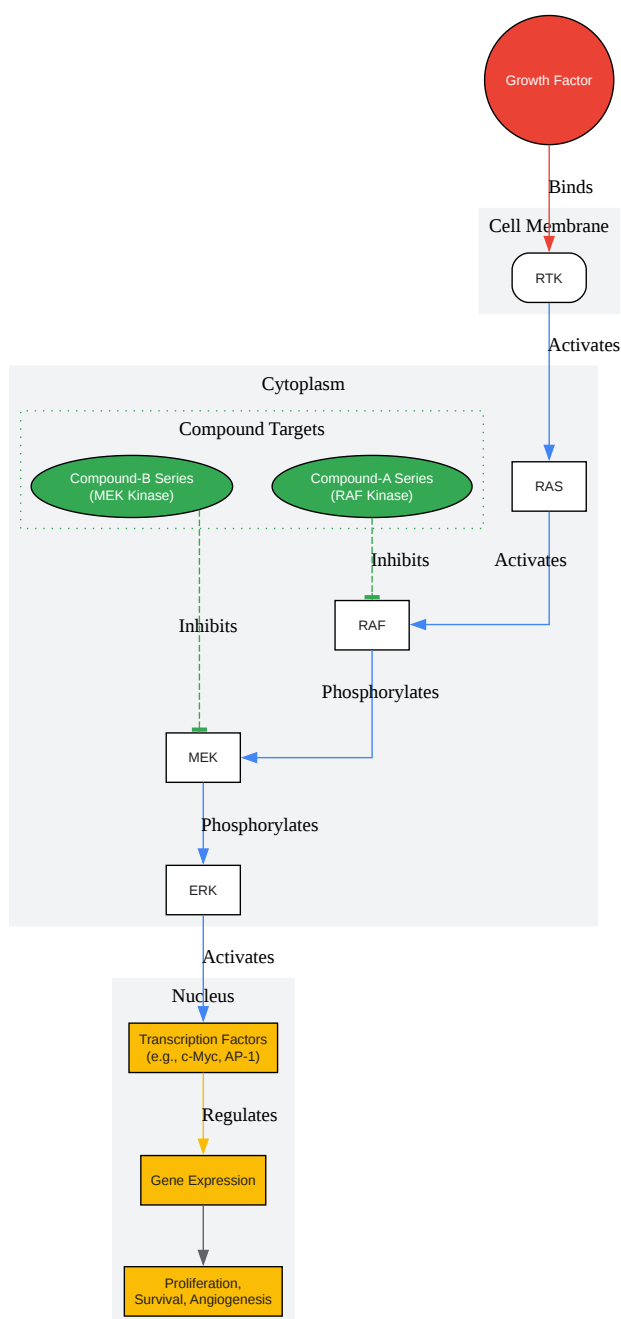 Growth Factor
Binds
Cell Membrane
RTK
Activates
Cytoplasm
Compound Targets
Compound-B Series
(MEK Kinase)
Compound-A Series
(RAF Kinase)
RAS
Inhibits
Activates
Inhibits
RAF
Phosphorylates
MEK
Phosphorylates
ERK
Activates
Nucleus
Transcription Factors
(e.g., c-Myc, AP-1)
Regulates
Gene Expression
Proliferation,
Survival, Angiogenesis